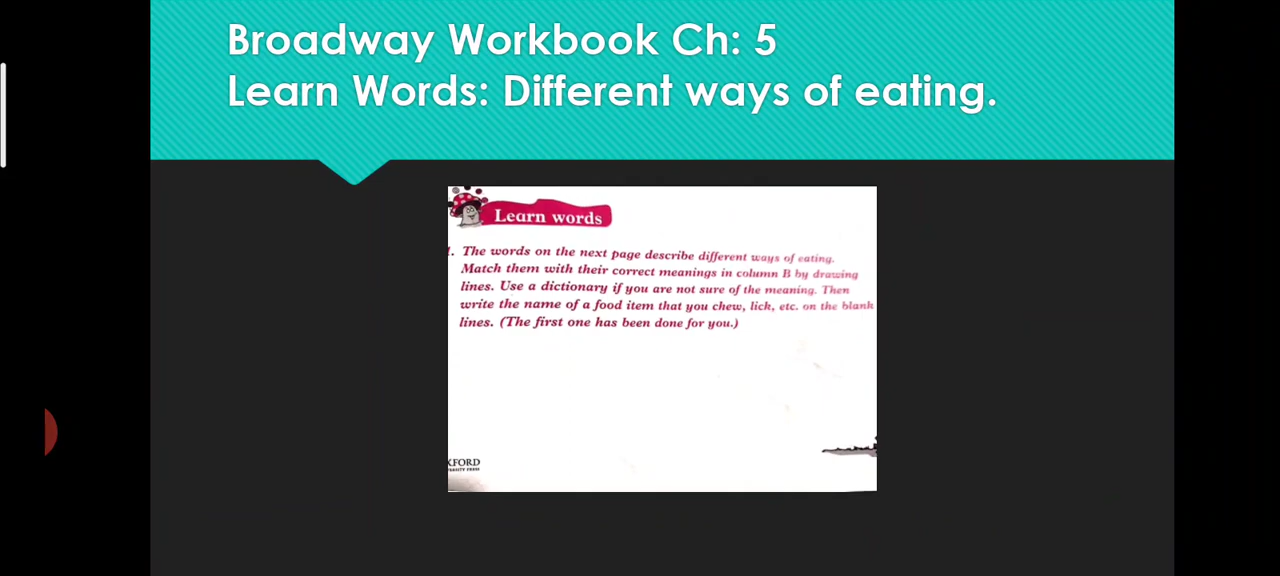 Broadway Workbook Ch: 5
Learn Words: Different ways of eating.
Learn words
1. The words on the next page describe different ways of eating.
Match them with their correct meanings in column B by drawing
lines. Use a dictionary if you are not sure of the meaning. Then
write the name of a food item that you chew, lick, etc. on the blank
lines. (The first one has been done for you.)
XFORD
VERSITY PRESS